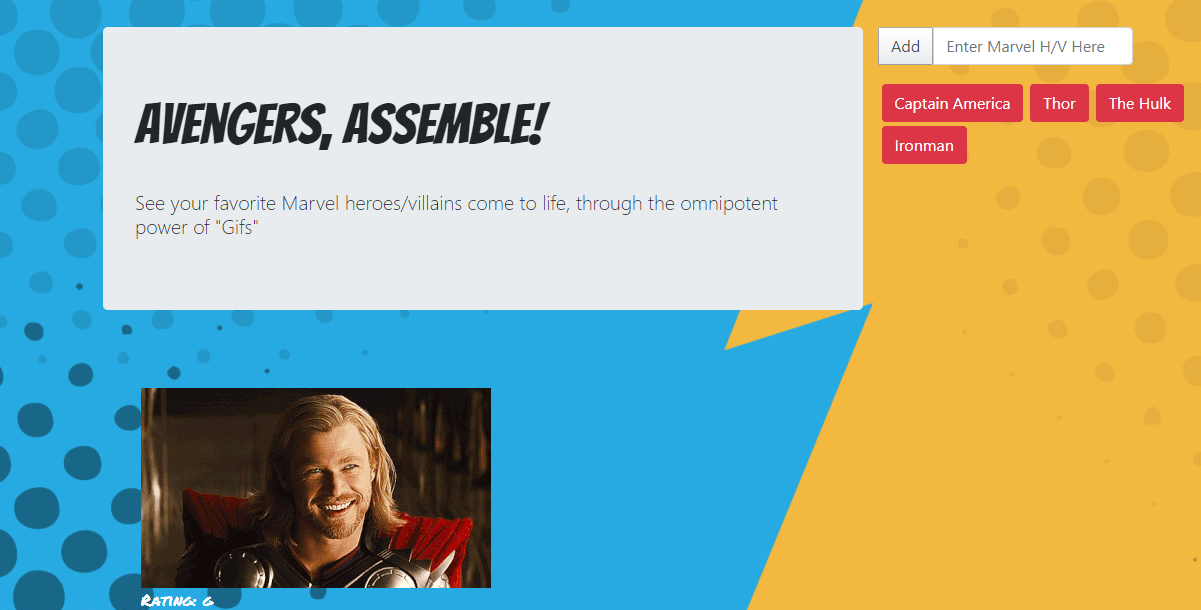 AVENGERS, ASSEMBLE!
See your favorite Marvel heroes/villains come to life, through the omnipotent
power of "Gifs"
Add
Enter Marvel H/V Here
Captain America
Thor
The Hulk
Ironman
Rating: g